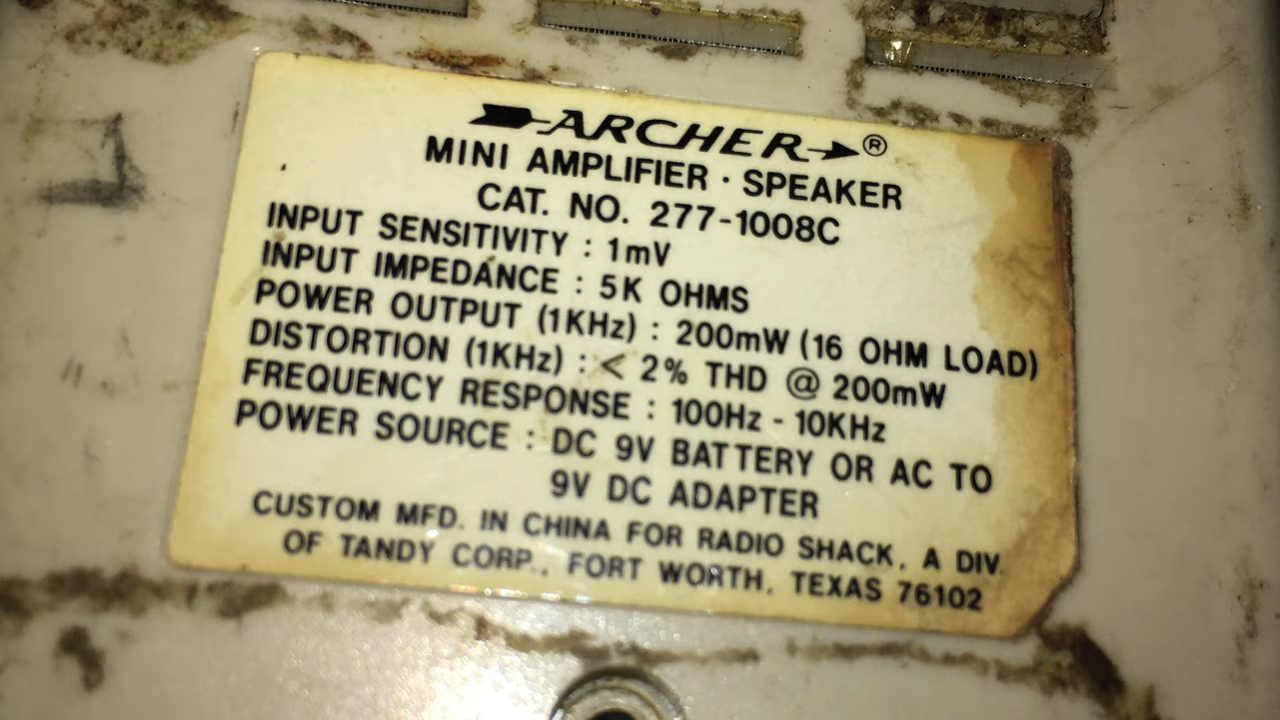 ARCHER®
MINI AMPLIFIER · SPEAKER
CAT. NO. 277-1008C
INPUT SENSITIVITY : 1mV
INPUT IMPEDANCE : 5K OHMS
POWER OUTPUT (1KHz) : 200mW (16 OHM LOAD)
DISTORTION (1KHz) : < 2% THD @ 200mW
FREQUENCY RESPONSE : 100Hz - 10KHz
POWER SOURCE : DC 9V BATTERY OR AC TO
9V DC ADAPTER
CUSTOM MFD. IN CHINA FOR RADIO SHACK, A DIV.
OF TANDY CORP., FORT WORTH, TEXAS 76102